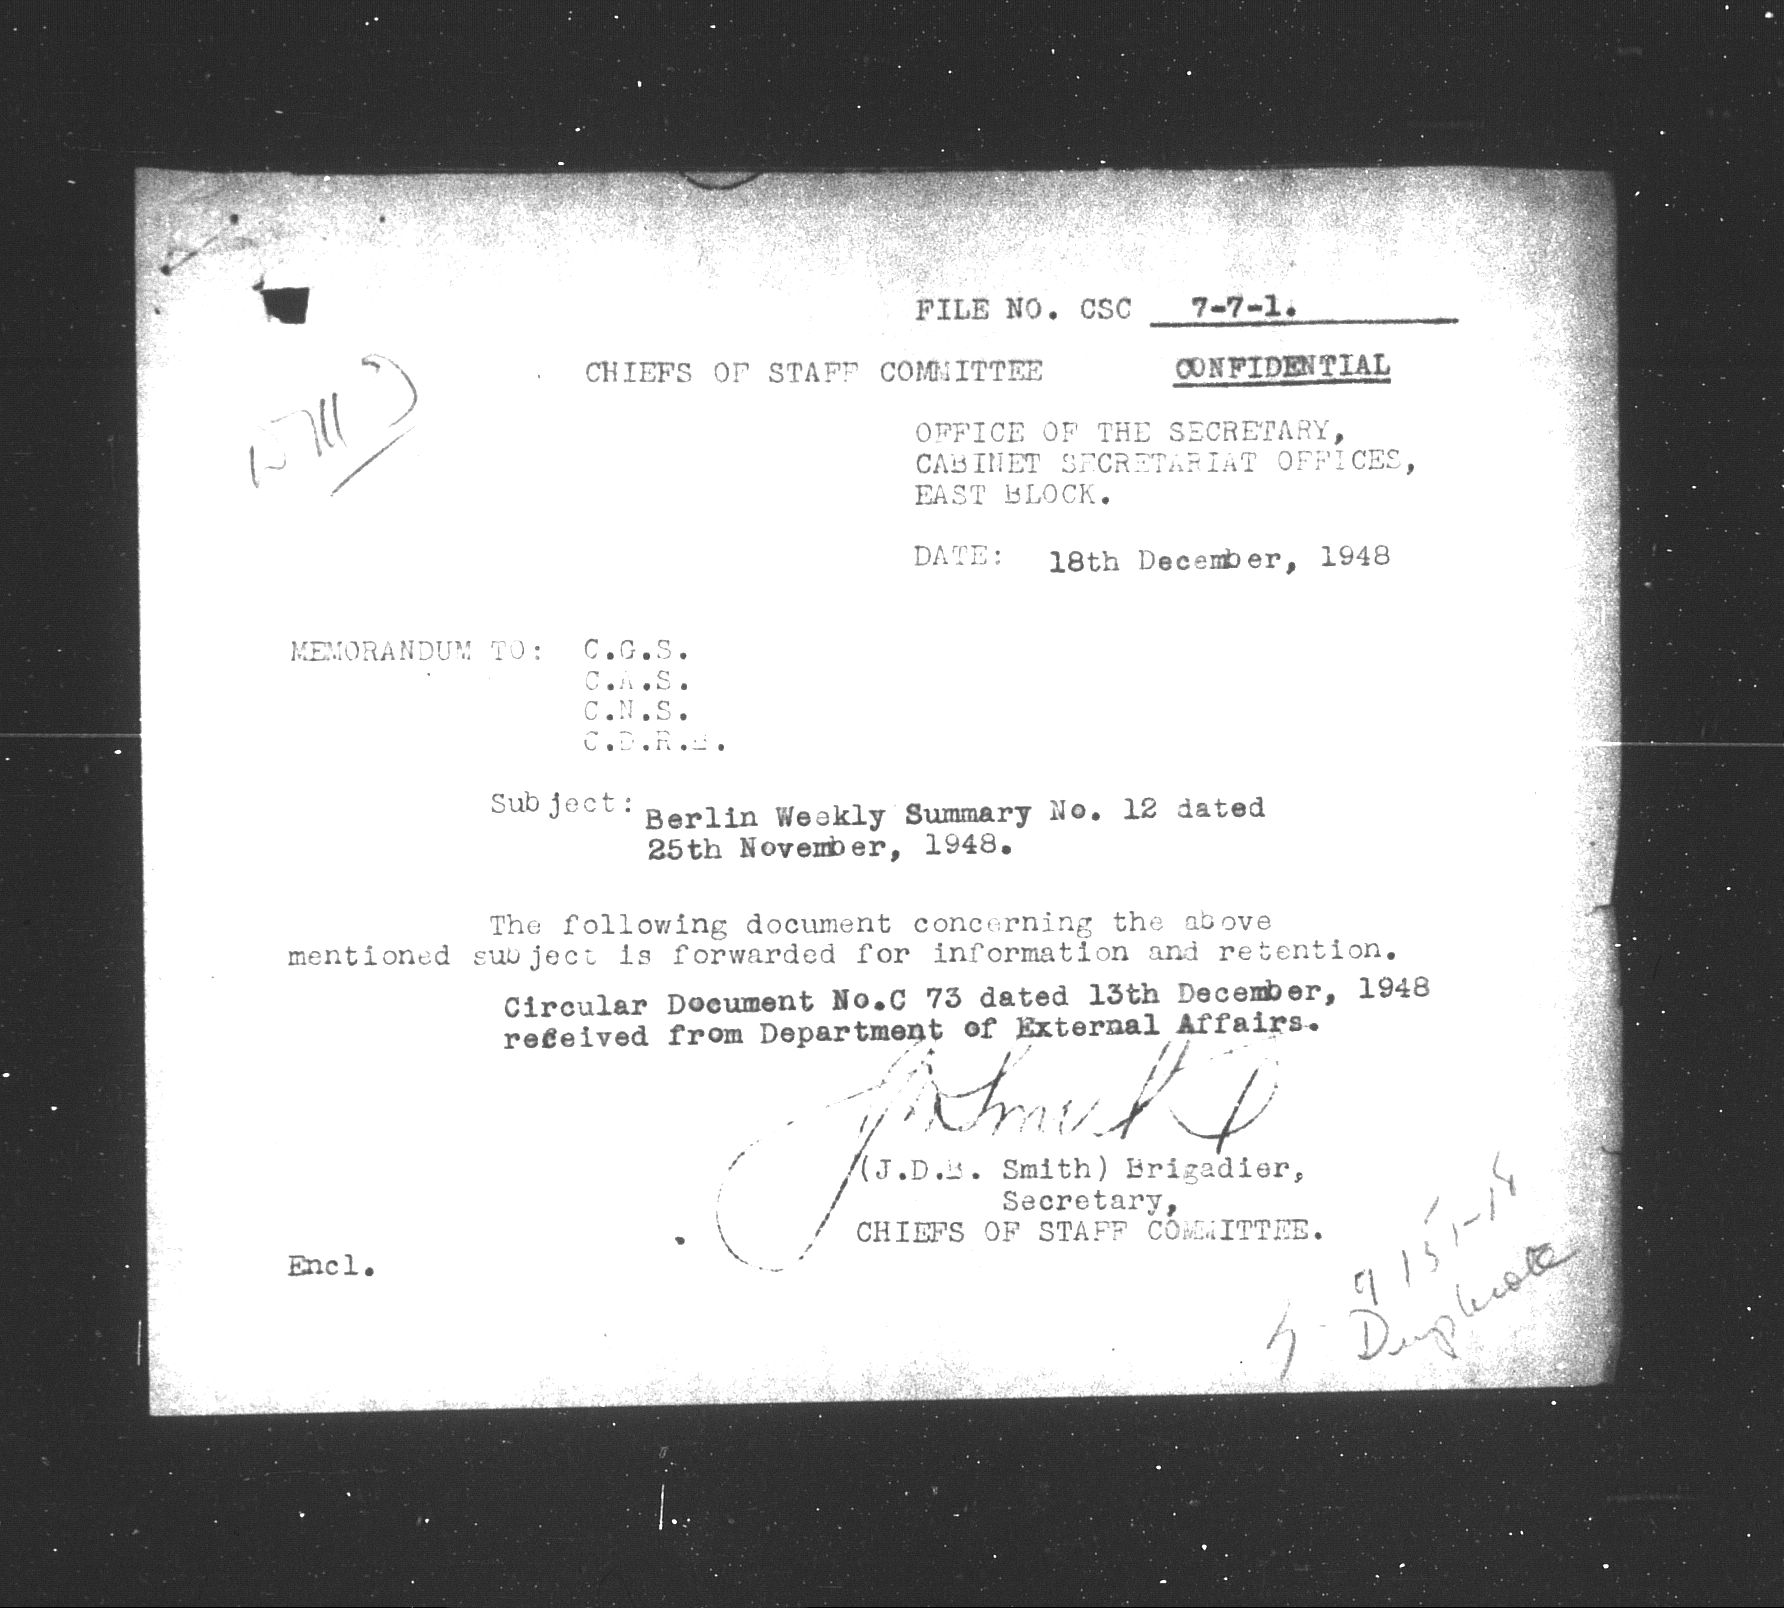 FILE NO. CSC 7-7-1.
CHIEFS OF STAFF COMMITTEE CONFIDENTIAL
OFFICE OF THE SECRETARY,
CABINET SECRETARIAT OFFICES,
EAST BLOCK.
DATE: 18th December, 1948
MEMORANDUM TO: C.G.S.
C.A.S.
C.N.S.
C.D.R.B.
Subject: Berlin Weekly Summary No. 12 dated
25th November, 1948.
The following document concerning the above
mentioned subject is forwarded for information and retention.
Circular Document No.C 73 dated 13th December, 1948
received from Department of External Affairs.
(J.D.B. Smith) Brigadier,
Secretary,
CHIEFS OF STAFF COMMITTEE.
Encl.
Duplicate